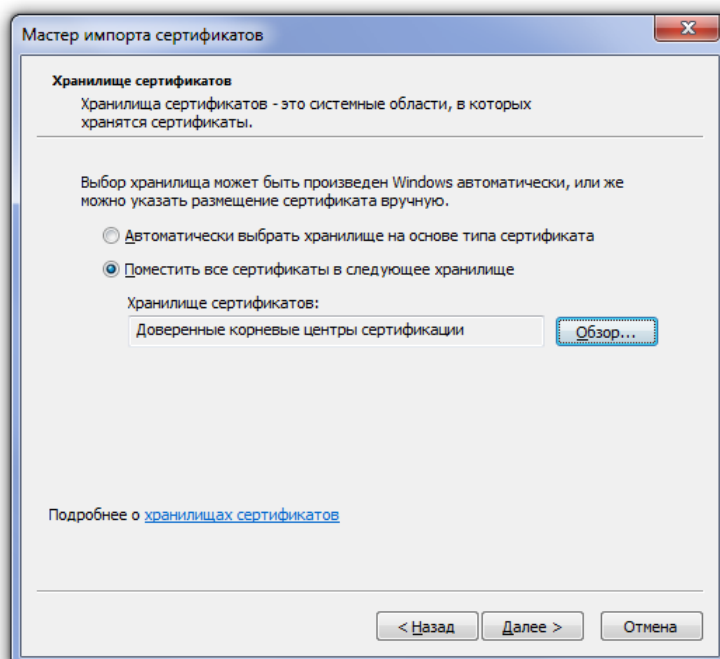 Мастер импорта сертификатов
Хранилище сертификатов
Хранилища сертификатов - это системные области, в которых
хранятся сертификаты.
Выбор хранилища может быть произведен Windows автоматически, или же
можно указать размещение сертификата вручную.
Автоматически выбрать хранилище на основе типа сертификата
Поместить все сертификаты в следующее хранилище
Хранилище сертификатов:
Доверенные корневые центры сертификации
Обзор...
Подробнее о хранилищах сертификатов
< Назад
Далее >
Отмена